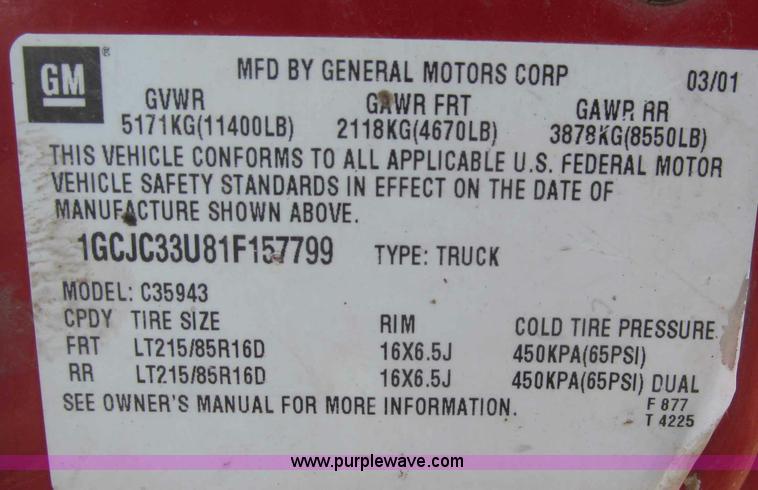 GM ®
MFD BY GENERAL MOTORS CORP 03/01
GVWR GAWR FRT GAWR RR
5171KG(11400LB) 2118KG(4670LB) 3878KG(8550LB)
THIS VEHICLE CONFORMS TO ALL APPLICABLE U.S. FEDERAL MOTOR
VEHICLE SAFETY STANDARDS IN EFFECT ON THE DATE OF
MANUFACTURE SHOWN ABOVE.
1GCJC33U81F157799 TYPE: TRUCK
MODEL: C35943
CPDY TIRE SIZE RIM COLD TIRE PRESSURE
FRT LT215/85R16D 16X6.5J 450KPA(65PSI)
RR LT215/85R16D 16X6.5J 450KPA(65PSI) DUAL
SEE OWNER'S MANUAL FOR MORE INFORMATION. F 877
T 4225
www.purplewave.com